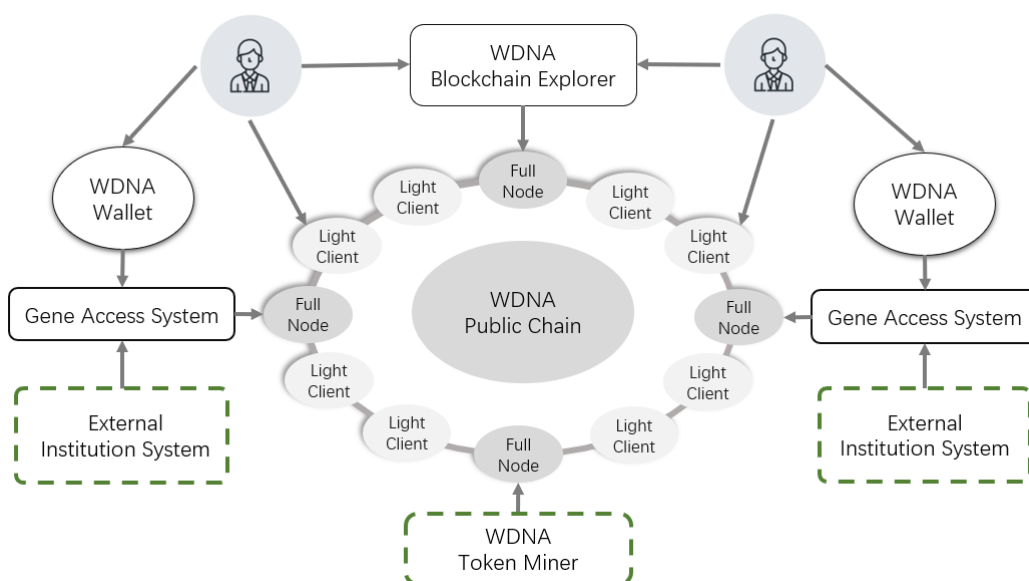 WDNA
Blockchain Explorer
WDNA
Wallet
WDNA
Wallet
Full
Node
Light
Client
Light
Client
Light
Client
Light
Client
Gene Access System
Full
Node
WDNA
Public Chain
Full
Node
Gene Access System
Light
Client
Light
Client
Light
Client
Light
Client
Full
Node
External
Institution System
External
Institution System
WDNA
Token Miner